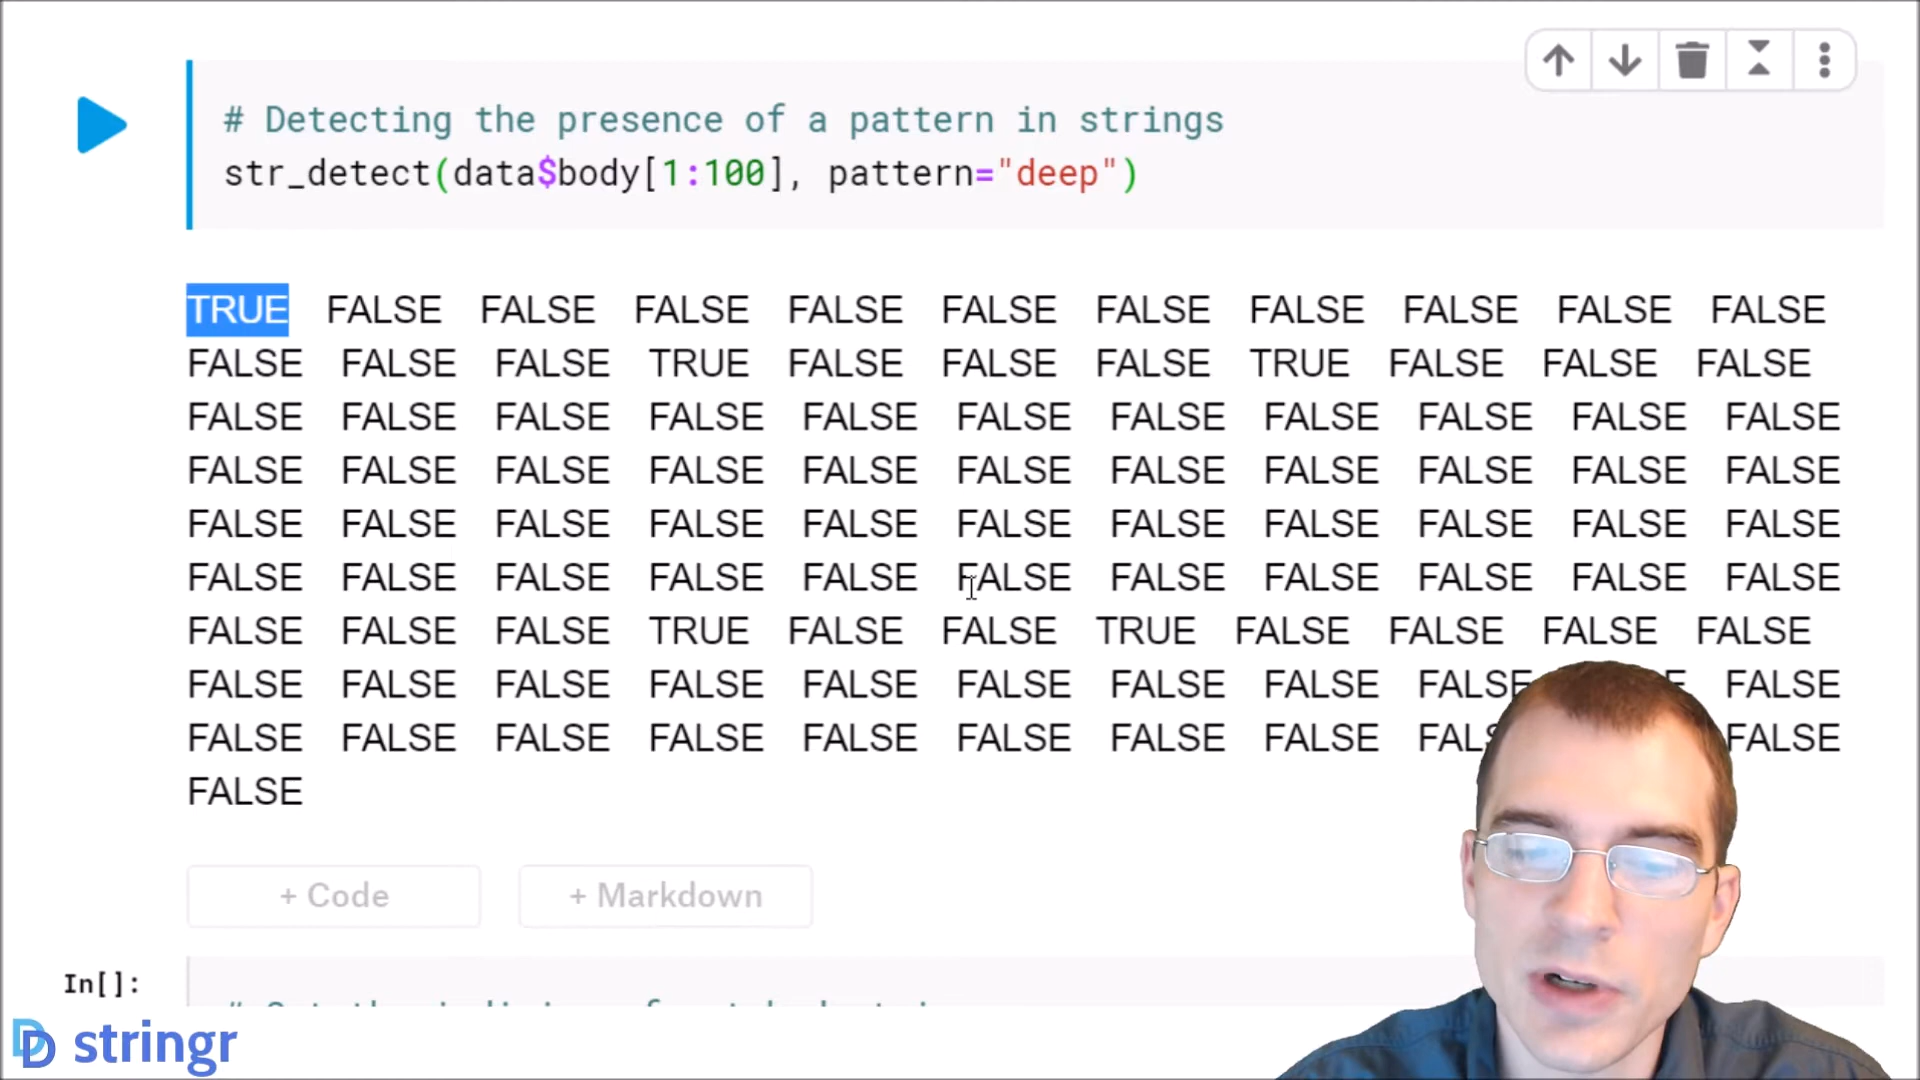 # Detecting the presence of a pattern in strings
str_detect(data$body[1:100], pattern="deep")
TRUE FALSE FALSE FALSE FALSE FALSE FALSE FALSE FALSE FALSE FALSE
FALSE FALSE FALSE TRUE FALSE FALSE FALSE TRUE FALSE FALSE FALSE
FALSE FALSE FALSE FALSE FALSE FALSE FALSE FALSE FALSE FALSE FALSE
FALSE FALSE FALSE FALSE FALSE FALSE FALSE FALSE FALSE FALSE FALSE
FALSE FALSE FALSE FALSE FALSE FALSE FALSE FALSE FALSE FALSE FALSE
FALSE FALSE FALSE FALSE FALSE FALSE FALSE FALSE FALSE FALSE FALSE
FALSE FALSE FALSE TRUE FALSE FALSE TRUE FALSE FALSE FALSE FALSE
FALSE FALSE FALSE FALSE FALSE FALSE FALSE FALSE FALSE FALSE
FALSE FALSE FALSE FALSE FALSE FALSE FALSE FALSE FALSE
FALSE
+ Code + Markdown
In[]:
stringr